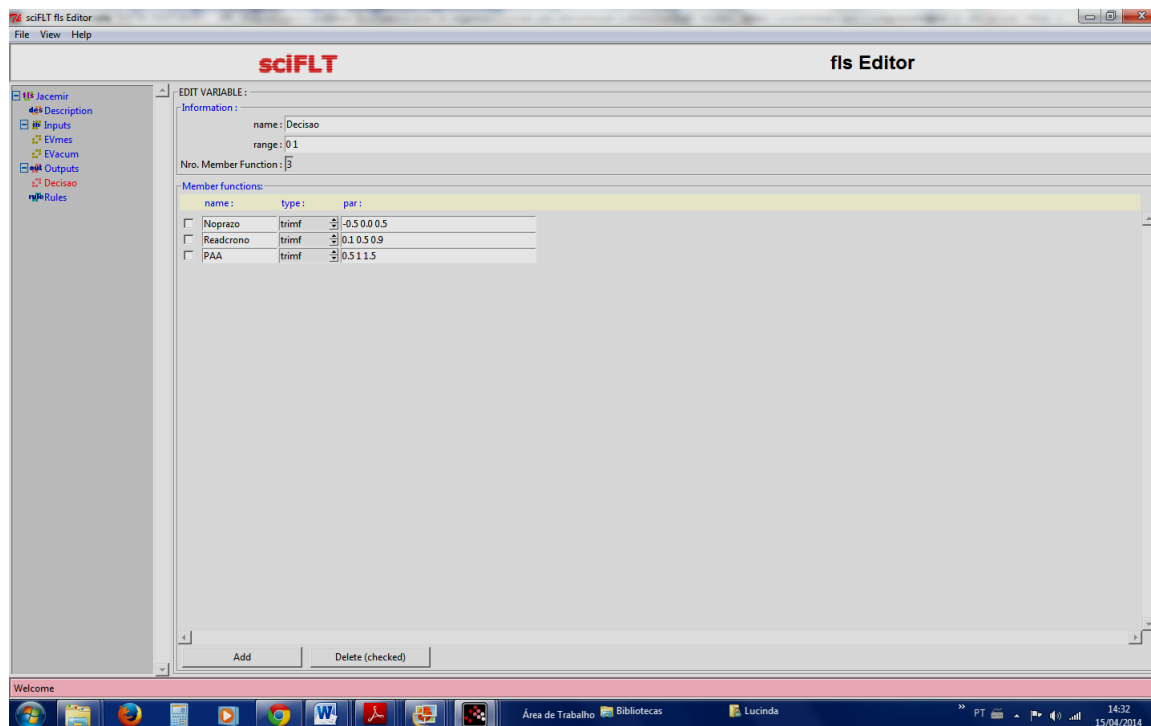 sciFLT fls Editor
File View Help
sciFLT fls Editor
Jacemir
des Description
Inputs
EVmes
EVacum
out Outputs
Decisao
rule Rules
EDIT VARIABLE :
Information :
name : Decisao
range : 0 1
Nro. Member Function : 3
Member functions:
name : type : par :
Noprazo trimf -0.5 0.0 0.5
Readcrono trimf 0.1 0.5 0.9
PAA trimf 0.5 1 1.5
Add Delete (checked)
Welcome
Área de Trabalho Bibliotecas Lucinda » PT 14:32
15/04/2014